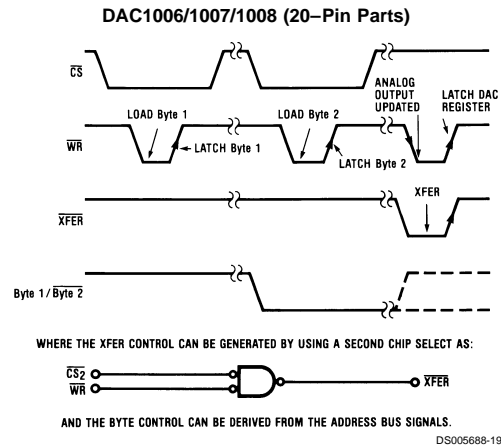 DAC1006/1007/1008 (20–Pin Parts)
CS
ANALOG
OUTPUT
UPDATED
LATCH DAC
REGISTER
LOAD Byte 1
LOAD Byte 2
WR
LATCH Byte 1
LATCH Byte 2
XFER
XFER
Byte 1/Byte 2
WHERE THE XFER CONTROL CAN BE GENERATED BY USING A SECOND CHIP SELECT AS:
CS2
WR
XFER
AND THE BYTE CONTROL CAN BE DERIVED FROM THE ADDRESS BUS SIGNALS.
DS005688-19